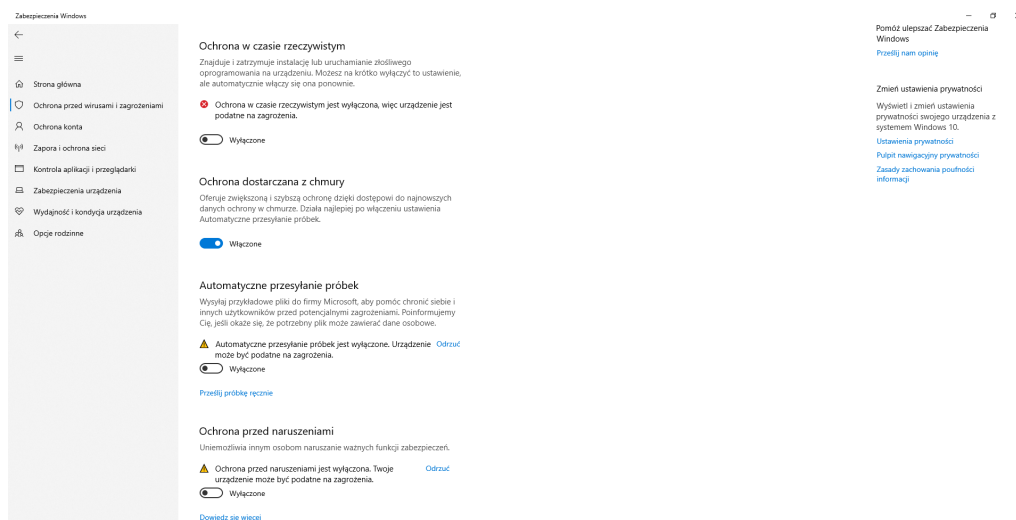 Zabezpieczenia Windows
Strona główna
Ochrona przed wirusami i zagrożeniami
Ochrona konta
Zapora i ochrona sieci
Kontrola aplikacji i przeglądarki
Zabezpieczenia urządzenia
Wydajność i kondycja urządzenia
Opcje rodzinne
Ochrona w czasie rzeczywistym
Znajduje i zatrzymuje instalację lub uruchamianie złośliwego
oprogramowania na urządzeniu. Możesz na krótko wyłączyć to ustawienie,
ale automatycznie włączy się ona ponownie.
Ochrona w czasie rzeczywistym jest wyłączona, więc urządzenie jest
podatne na zagrożenia.
Wyłączone
Ochrona dostarczana z chmury
Oferuje zwiększoną i szybszą ochronę dzięki dostępowi do najnowszych
danych ochrony w chmurze. Działa najlepiej po włączeniu ustawienia
Automatyczne przesyłanie próbek.
Włączone
Automatyczne przesyłanie próbek
Wysyłaj przykładowe pliki do firmy Microsoft, aby pomóc chronić siebie i
innych użytkowników przed potencjalnymi zagrożeniami. Poinformujemy
Cię, jeśli okaże się, że potrzebny plik może zawierać dane osobowe.
Automatyczne przesyłanie próbek jest wyłączone. Urządzenie Odrzuć
może być podatne na zagrożenia.
Wyłączone
Prześlij próbkę ręcznie
Ochrona przed naruszeniami
Uniemożliwia innym osobom naruszanie ważnych funkcji zabezpieczeń.
Ochrona przed naruszeniami jest wyłączona. Twoje Odrzuć
urządzenie może być podatne na zagrożenia.
Wyłączone
Dowiedz się więcej
Pomóż ulepszać Zabezpieczenia
Windows
Prześlij nam opinię
Zmień ustawienia prywatności
Wyświetl i zmień ustawienia
prywatności swojego urządzenia z
systemem Windows 10.
Ustawienia prywatności
Pulpit nawigacyjny prywatności
Zasady zachowania poufności
informacji